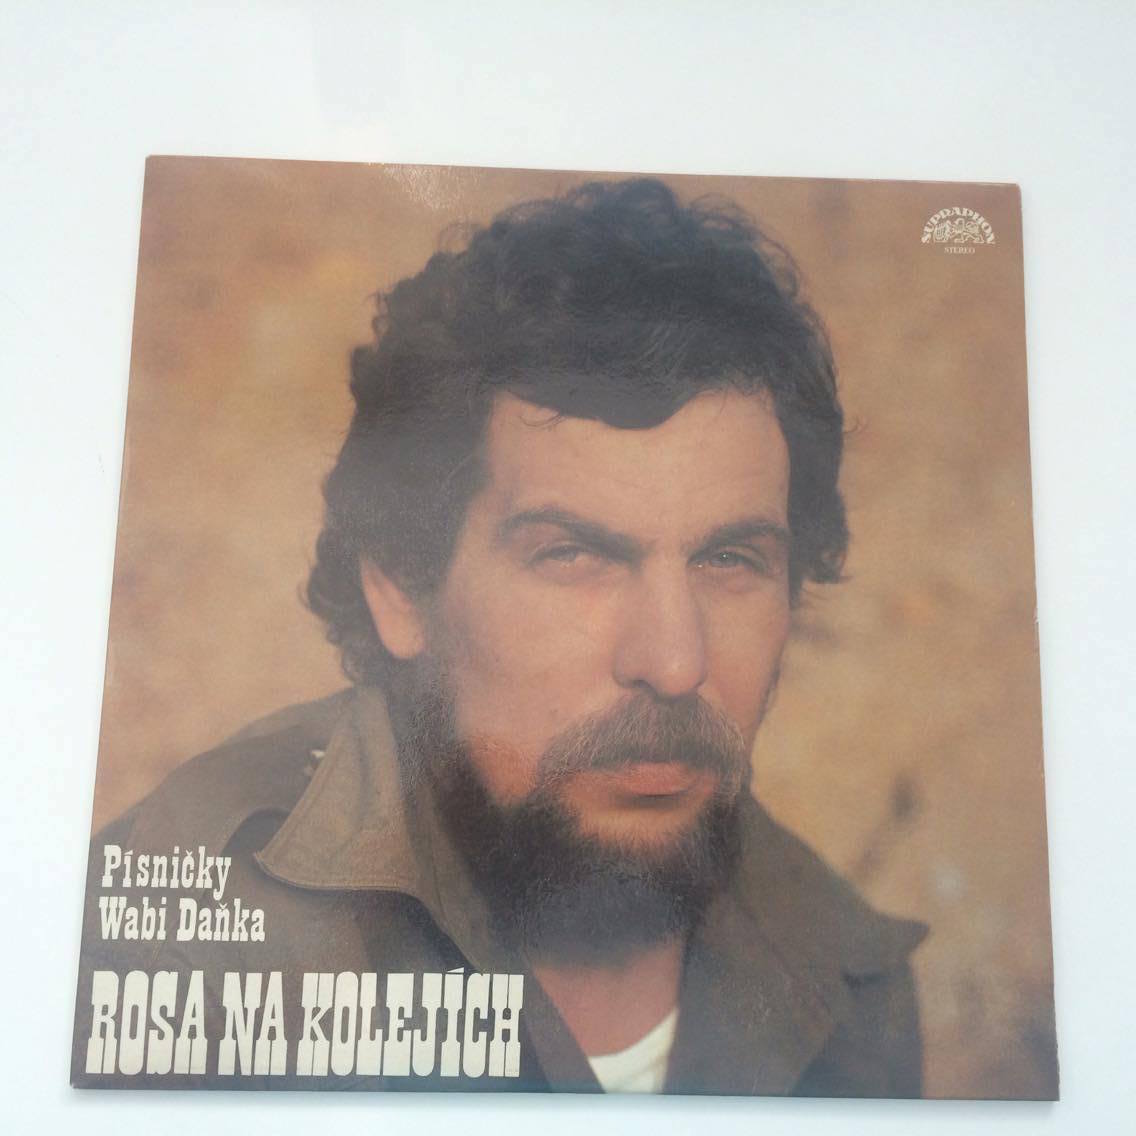 SUPRAPHON
STEREO
Písničky
Wabi Daňka
ROSA NA KOLEJÍCH